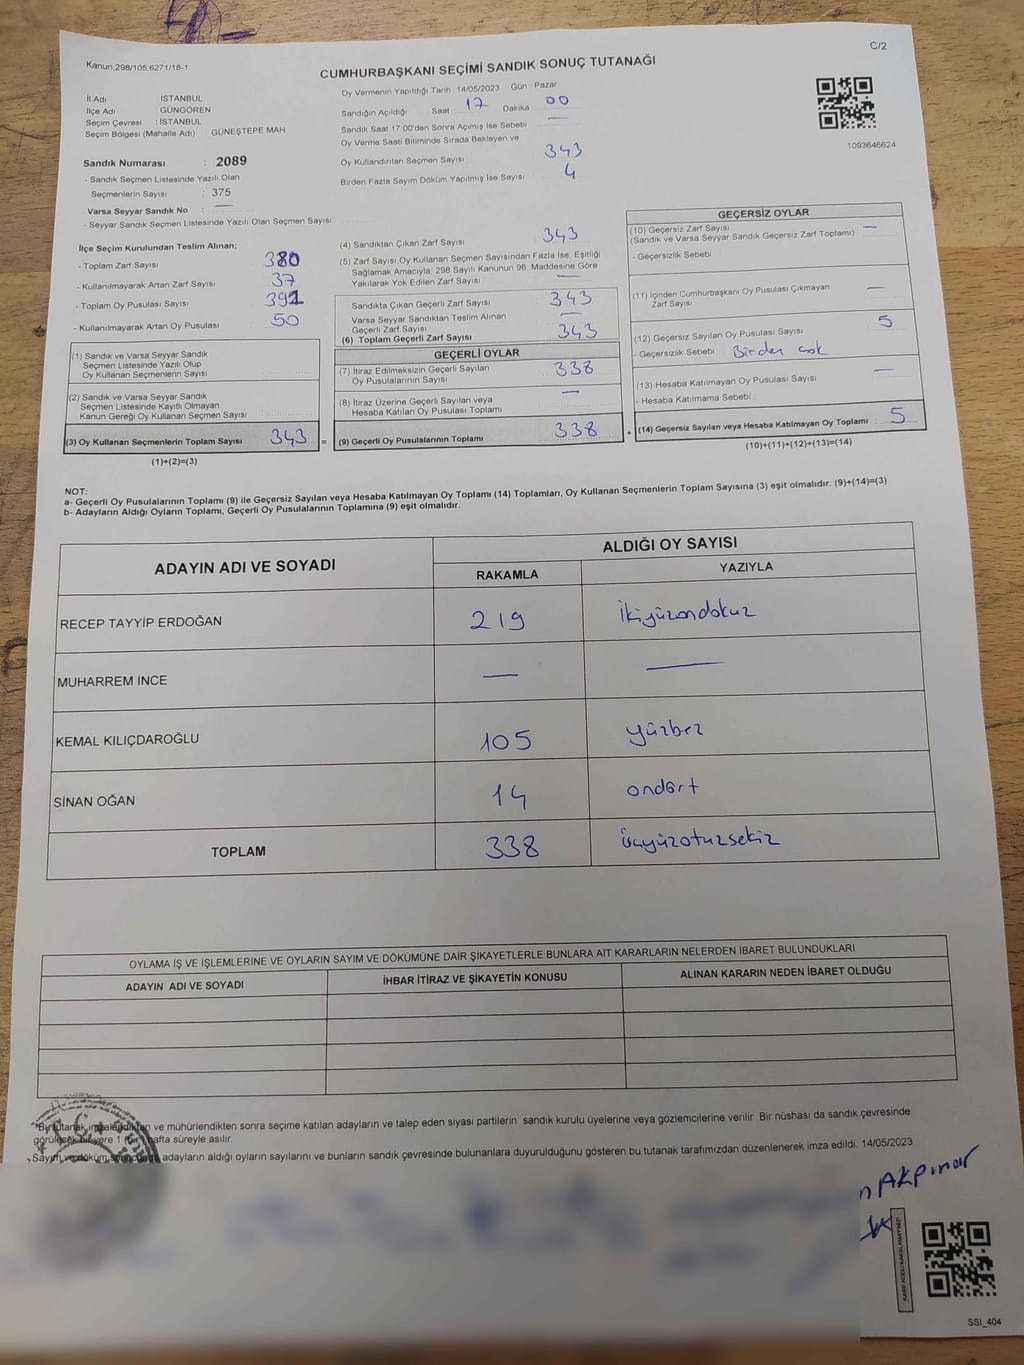 C/2
Kanun;298/105,6271/18-1
CUMHURBAŞKANI SEÇİMİ SANDIK SONUÇ TUTANAĞI
İl Adı : İSTANBUL
İlçe Adı : GÜNGÖREN
Seçim Çevresi : İSTANBUL
Seçim Bölgesi (Mahalle Adı) GÜNEŞTEPE MAH.
Sandık Numarası : 2089
- Sandık Seçmen Listesinde Yazılı Olan
Seçmenlerin Sayısı : 375
Varsa Seyyar Sandık No : —
- Seyyar Sandık Seçmen Listesinde Yazılı Olan Seçmen Sayısı:
Oy Vermenin Yapıldığı Tarih : 14/05/2023 Gün : Pazar
Sandığın Açıldığı Saat : 17 Dakika : 00
Sandık Saat 17:00'den Sonra Açımış İse Sebebi : —
Oy Verme Saati Bitiminde Sırada Bekleyen ve
Oy Kullandırılan Seçmen Sayısı 343
Birden Fazla Sayım Döküm Yapılmış İse Sayısı : 4
1093646624
İlçe Seçim Kurulundan Teslim Alınan;
- Toplam Zarf Sayısı 380
- Kullanılmayarak Artan Zarf Sayısı 37
- Toplam Oy Pusulası Sayısı 392
- Kullanılmayarak Artan Oy Pusulası 50
(1) Sandık ve Varsa Seyyar Sandık
Seçmen Listesinde Yazılı Olup
Oy Kullanan Seçmenlerin Sayısı
(2) Sandık ve Varsa Seyyar Sandık
Seçmen Listesinde Kayıtlı Olmayan
Kanun Gereği Oy Kullanan Seçmen Sayısı
(3) Oy Kullanan Seçmenlerin Toplam Sayısı 343 =
(1)+(2)=(3)
(4) Sandıktan Çıkan Zarf Sayısı 343
(5) Zarf Sayısı Oy Kullanan Seçmen Sayısından Fazla İse, Eşitliği
Sağlamak Amacıyla; 298 Sayılı Kanunun 98. Maddesine Göre
Yakılarak Yok Edilen Zarf Sayısı —
Sandıkta Çıkan Geçerli Zarf Sayısı : 343
Varsa Seyyar Sandıktan Teslim Alınan
Geçerli Zarf Sayısı —
(6) Toplam Geçerli Zarf Sayısı 343
GEÇERLİ OYLAR
(7) İtiraz Edilmeksizin Geçerli Sayılan
Oy Pusulalarının Sayısı 338
(8) İtiraz Üzerine Geçerli Sayılan veya
Hesaba Katılan Oy Pusulası Toplamı —
(9) Geçerli Oy Pusulalarının Toplamı 338 +
GEÇERSİZ OYLAR
(10) Geçersiz Zarf Sayısı —
(Sandık ve Varsa Seyyar Sandık Geçersiz Zarf Toplamı)
- Geçersizlik Sebebi
(11) İçinden Cumhurbaşkanı Oy Pusulası Çıkmayan
Zarf Sayısı —
(12) Geçersiz Sayılan Oy Pusulası Sayısı 5
- Geçersizlik Sebebi Birden çok
(13) Hesaba Katılmayan Oy Pusulası Sayısı —
- Hesaba Katılmama Sebebi
(14) Geçersiz Sayılan veya Hesaba Katılmayan Oy Toplamı : 5
(10)+(11)+(12)+(13)=(14)
NOT:
a- Geçerli Oy Pusulalarının Toplamı (9) ile Geçersiz Sayılan veya Hesaba Katılmayan Oy Toplamı (14) Toplamları, Oy Kullanan Seçmenlerin Toplam Sayısına (3) eşit olmalıdır. (9)+(14)=(3)
b- Adayların Aldığı Oyların Toplamı, Geçerli Oy Pusulalarının Toplamına (9) eşit olmalıdır.
ADAYIN ADI VE SOYADI
ALDIĞI OY SAYISI
RAKAMLA YAZIYLA
RECEP TAYYİP ERDOĞAN 219 İkiyüzondokuz
MUHARREM İNCE — —
KEMAL KILIÇDAROĞLU 105 yüzbeş
SİNAN OĞAN 14 ondört
TOPLAM 338 üçyüzotuzsekiz
OYLAMA İŞ VE İŞLEMLERİNE VE OYLARIN SAYIM VE DÖKÜMÜNE DAİR ŞİKAYETLERLE BUNLARA AİT KARARLARIN NELERDEN İBARET BULUNDUKLARI
ADAYIN ADI VE SOYADI İHBAR İTİRAZ VE ŞİKAYETİN KONUSU ALINAN KARARIN NEDEN İBARET OLDUĞU
*Bu tutanak imzalandıktan ve mühürlendikten sonra seçime katılan adayların ve talep eden siyasi partilerin sandık kurulu üyelerine veya gözlemcilerine verilir. Bir nüshası da sandık çevresinde
görülecek bir yere 1 (bir) hafta süreyle asılır.
Sayım ve döküm sonucunda adayların aldığı oyların sayılarını ve bunların sandık çevresinde bulunanlara duyurulduğunu gösteren bu tutanak tarafımızdan düzenlenerek imza edildi. 14/05/2023
n AKpınar
KARE KODU KARALAMAYINIZ!
SSI_404